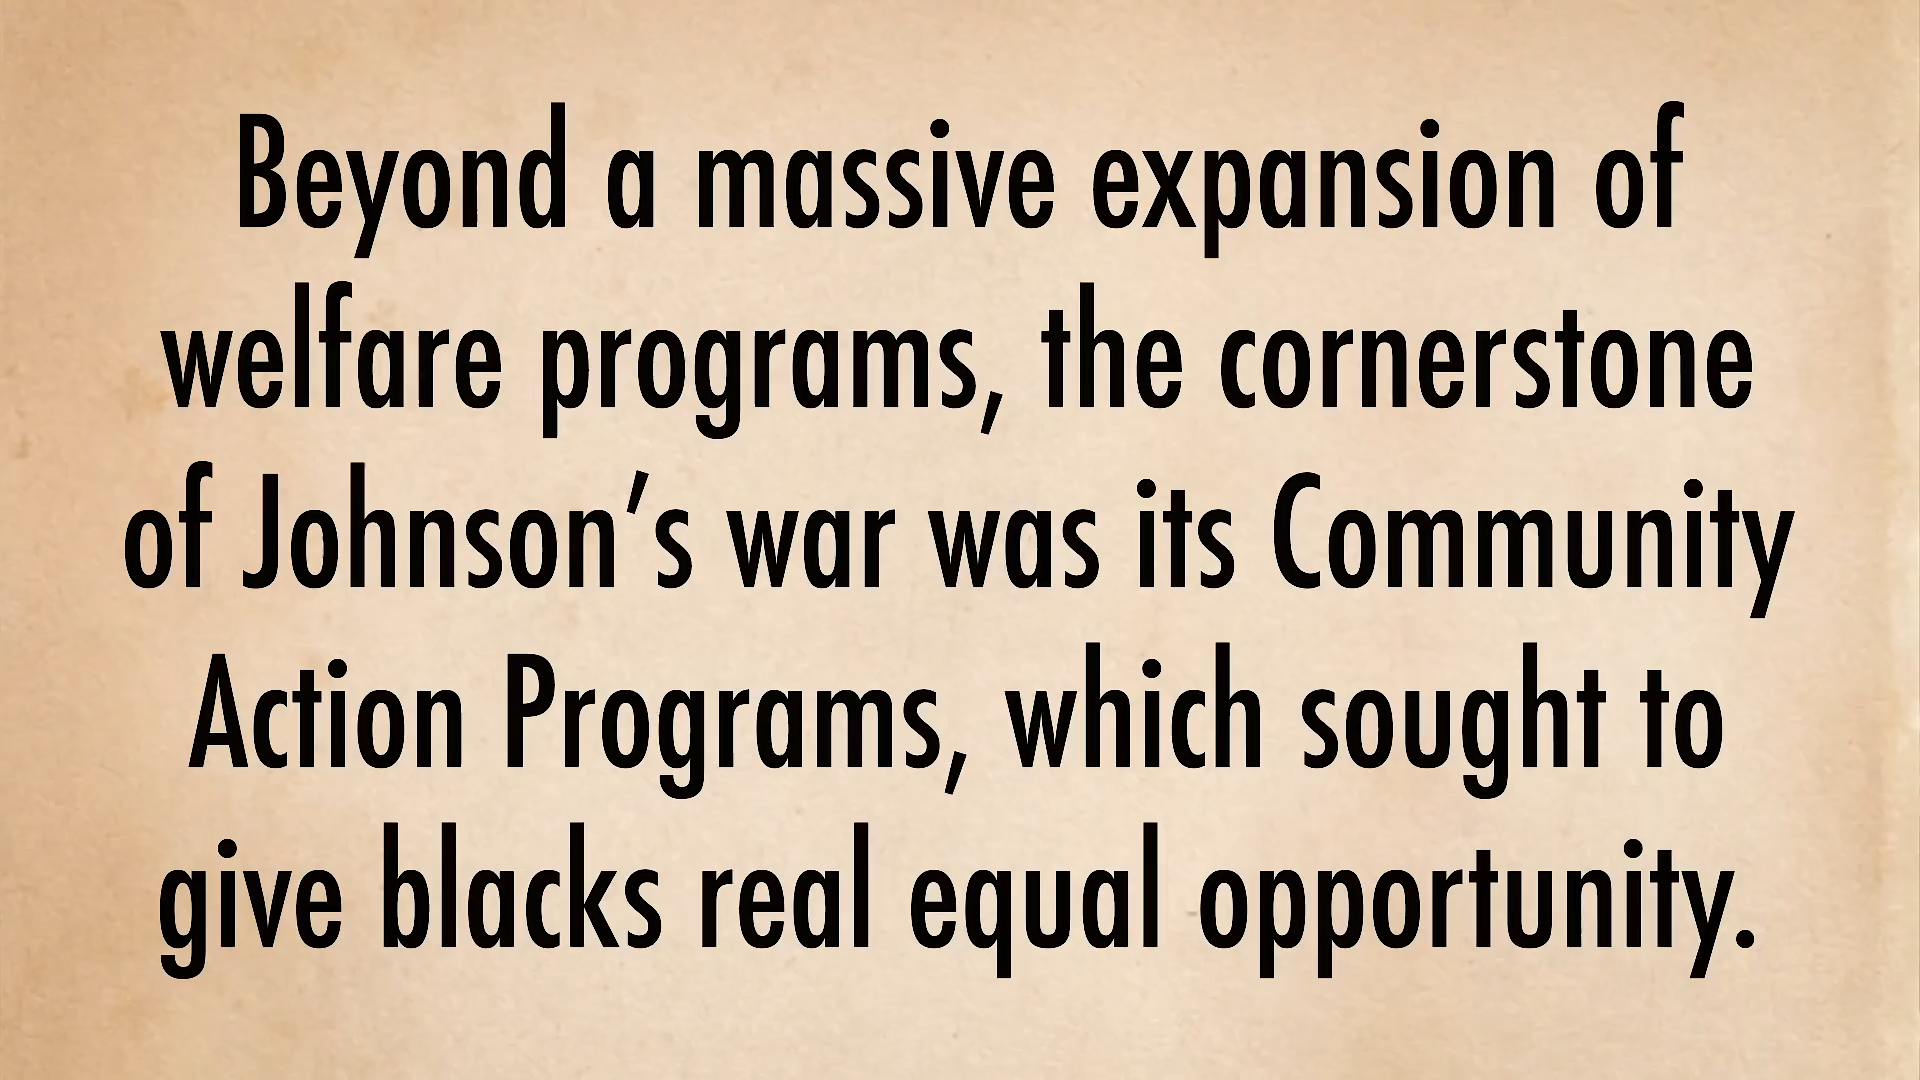 Beyond a massive expansion of
welfare programs, the cornerstone
of Johnson’s war was its Community
Action Programs, which sought to
give blacks real equal opportunity.